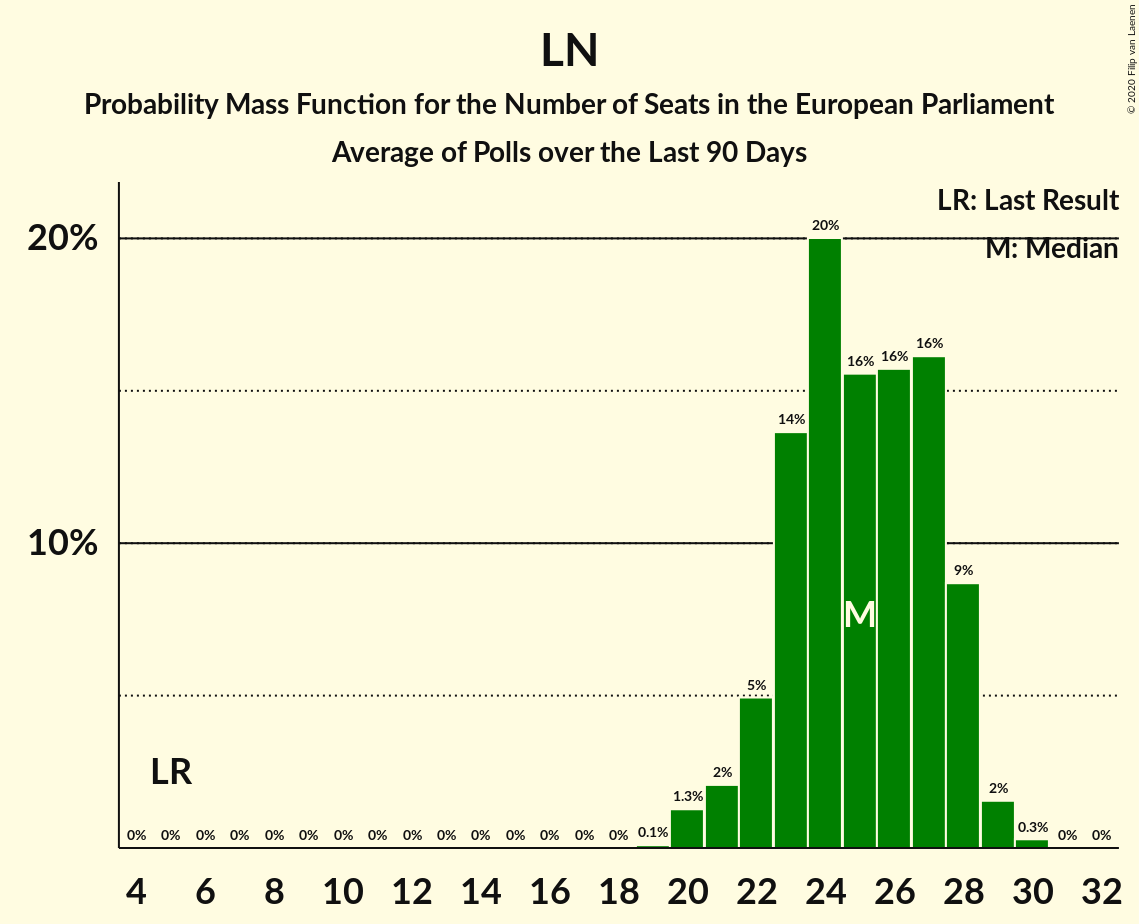 LN
Probability Mass Function for the Number of Seats in the European Parliament
Average of Polls over the Last 90 Days
© 2020 Filip van Laenen
LR: Last Result
M: Median
20%
10%
20%
16% 16% 16%
14%
9%
M
5%
LR
2% 2%
1.3%
0% 0% 0% 0% 0% 0% 0% 0% 0% 0% 0% 0% 0% 0% 0% 0.1% 0.3% 0% 0%
4 6 8 10 12 14 16 18 20 22 24 26 28 30 32